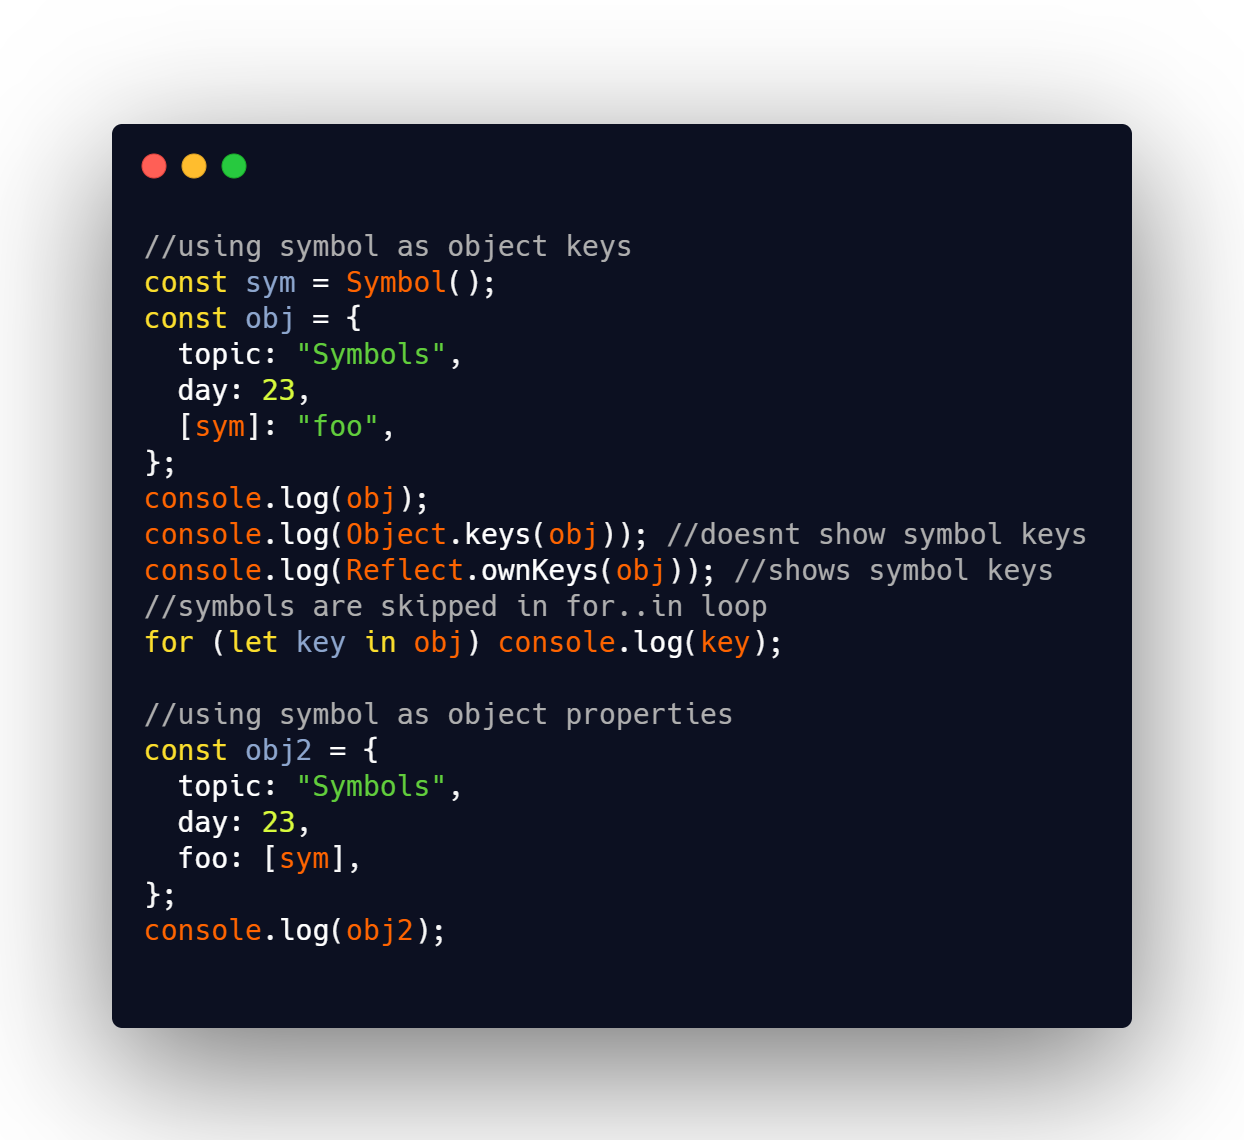 //using symbol as object keys
const sym = Symbol();
const obj = {
  topic: "Symbols",
  day: 23,
  [sym]: "foo",
};
console.log(obj);
console.log(Object.keys(obj)); //doesnt show symbol keys
console.log(Reflect.ownKeys(obj)); //shows symbol keys
//symbols are skipped in for..in loop
for (let key in obj) console.log(key);

//using symbol as object properties
const obj2 = {
  topic: "Symbols",
  day: 23,
  foo: [sym],
};
console.log(obj2);